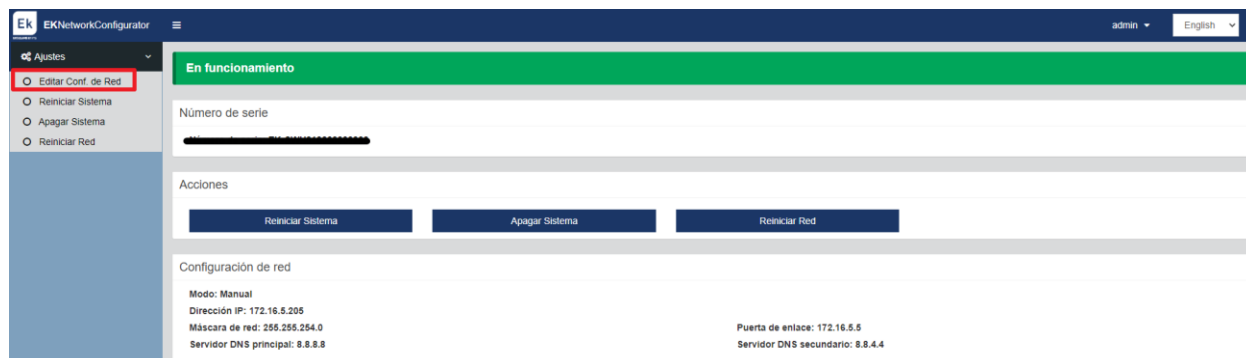 Ek EKNetworkConfigurator admin English
Ajustes
Editar Conf. de Red
Reiniciar Sistema
Apagar Sistema
Reiniciar Red
En funcionamiento
Número de serie
Acciones
Reiniciar Sistema Apagar Sistema Reiniciar Red
Configuración de red
Modo: Manual
Dirección IP: 172.16.5.205
Máscara de red: 255.255.254.0 Puerta de enlace: 172.16.5.5
Servidor DNS principal: 8.8.8.8 Servidor DNS secundario: 8.8.4.4